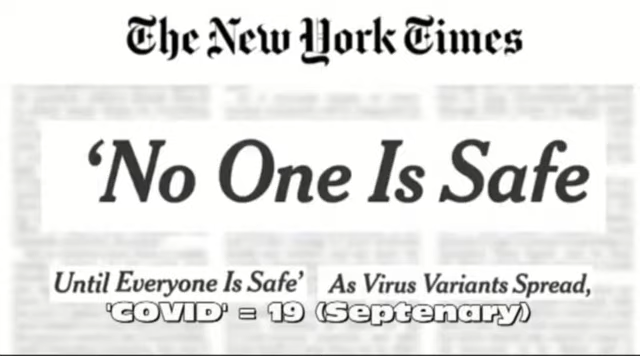 The New York Times
‘No One Is Safe
Until Everyone Is Safe’ As Virus Variants Spread,
'COVID' = 19 (Septenary)